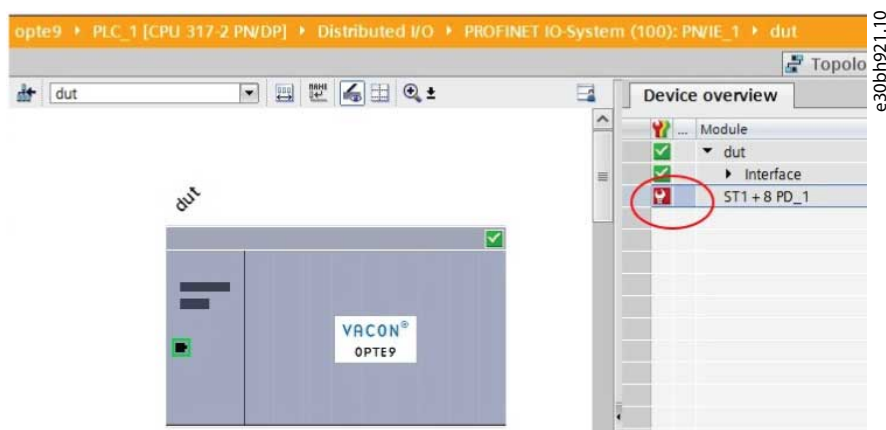 opte9 ▸ PLC_1 [CPU 317-2 PN/DP] ▸ Distributed I/O ▸ PROFINET IO-System (100): PN/IE_1 ▸ dut
Topolo
dut
Device overview
... Module
dut
Interface
ST1 + 8 PD_1
dut
VACON®
OPTE9
e30bh921.10